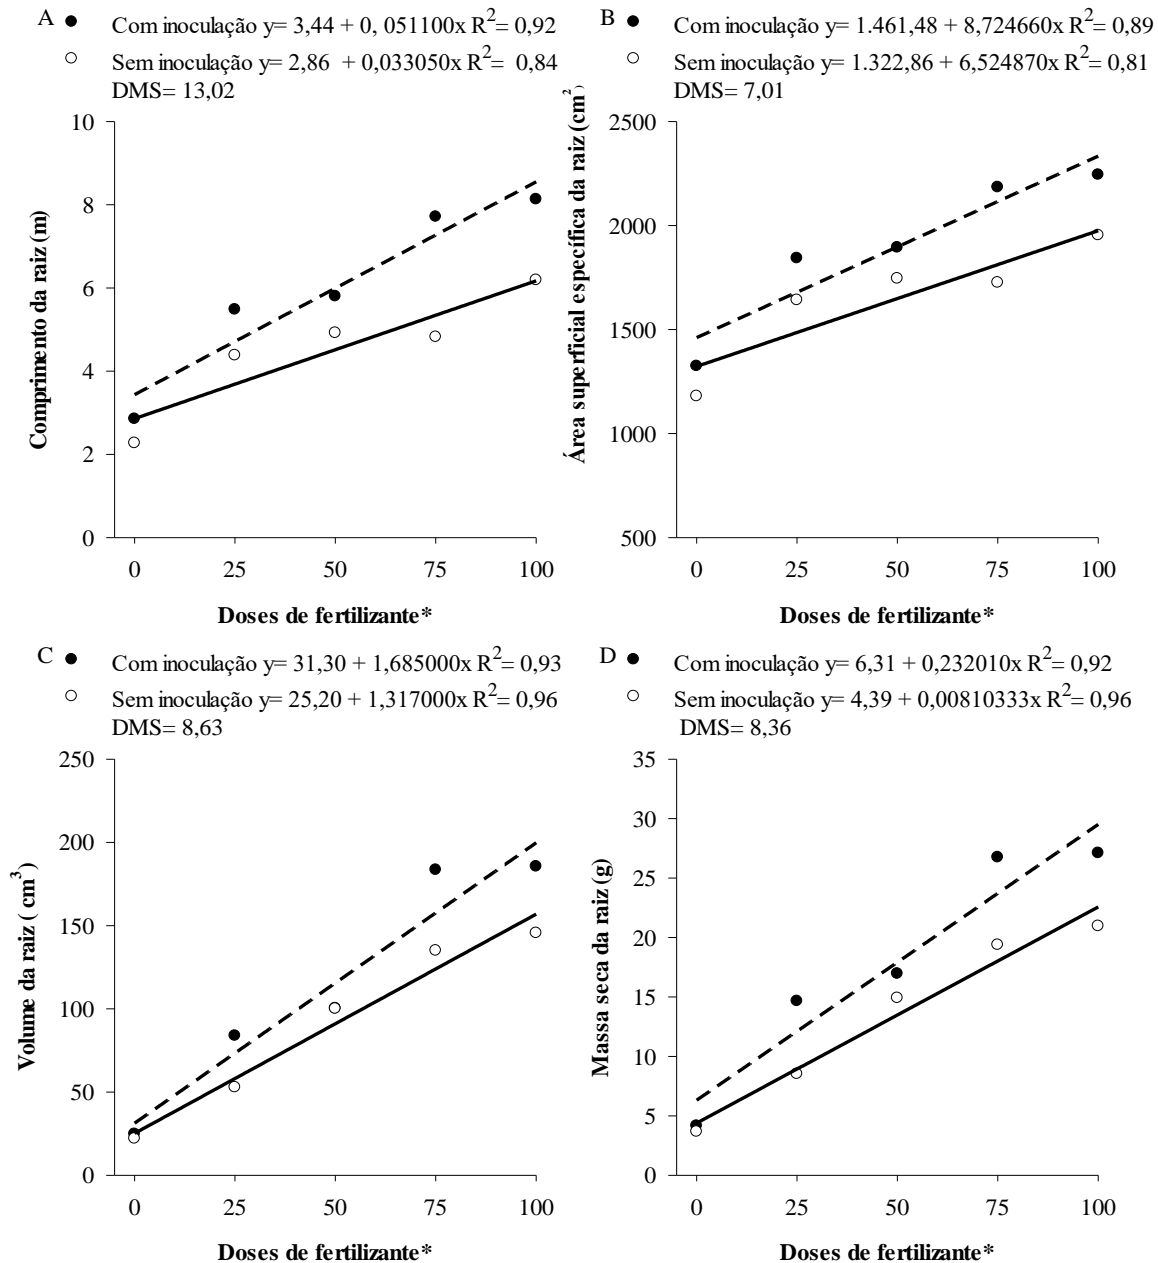 A ● Com inoculação y= 3,44 + 0, 051100x R²= 0,92
○ Sem inoculação y= 2,86 + 0,033050x R²= 0,84
DMS= 13,02
Comprimento da raiz (m)
10
8
6
4
2
0
0 25 50 75 100
Doses de fertilizante*
B ● Com inoculação y= 1.461,48 + 8,724660x R²= 0,89
○ Sem inoculação y= 1.322,86 + 6,524870x R²= 0,81
DMS= 7,01
Área superficial específica da raiz (cm²)
2500
2000
1500
1000
500
0 25 50 75 100
Doses de fertilizante*
C ● Com inoculação y= 31,30 + 1,685000x R²= 0,93
○ Sem inoculação y= 25,20 + 1,317000x R²= 0,96
DMS= 8,63
Volume da raiz ( cm³)
250
200
150
100
50
0
0 25 50 75 100
Doses de fertilizante*
D ● Com inoculação y= 6,31 + 0,232010x R²= 0,92
○ Sem inoculação y= 4,39 + 0,00810333x R²= 0,96
DMS= 8,36
Massa seca da raiz (g)
35
30
25
20
15
10
5
0
0 25 50 75 100
Doses de fertilizante*